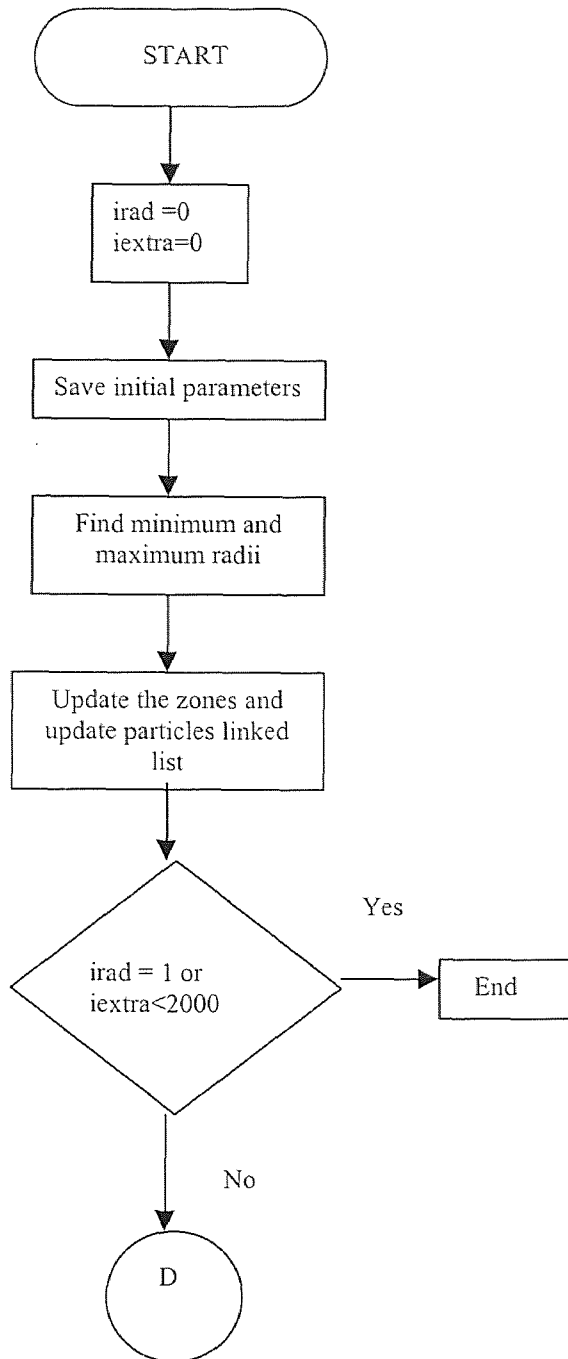 START
irad =0
iextra=0
Save initial parameters
Find minimum and
maximum radii
Update the zones and
update particles linked
list
Yes
irad = 1 or
iextra<2000
End
No
D